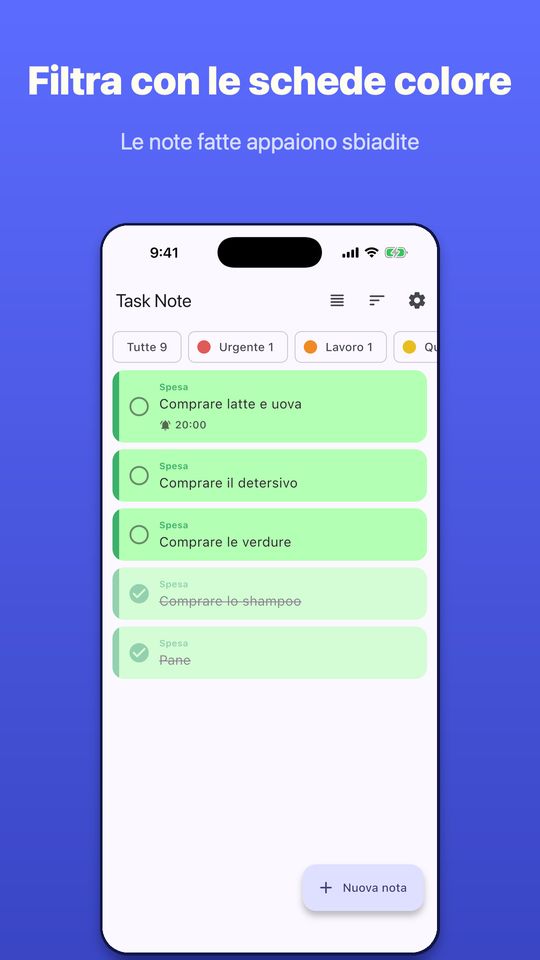 Filtra con le schede colore
Le note fatte appaiono sbiadite
9:41
Task Note
Tutte 9
Urgente 1
Lavoro 1
Spesa
Comprare latte e uova
20:00
Spesa
Comprare il detersivo
Spesa
Comprare le verdure
Spesa
Comprare lo shampoo
Spesa
Pane
+ Nuova nota